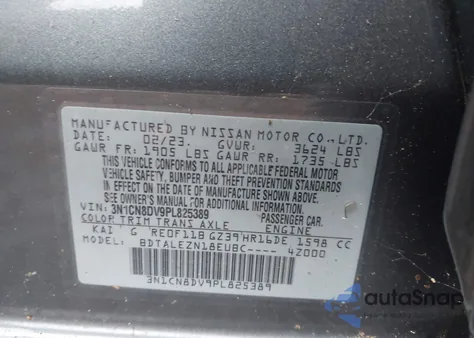 MANUFACTURED BY NISSAN MOTOR CO.,LTD.
DATE: 02/23. GVWR: 3624 LBS
GAWR FR: 1905 LBS GAWR RR: 1735 LBS
THIS VEHICLE CONFORMS TO ALL APPLICABLE FEDERAL MOTOR
VEHICLE SAFETY, BUMPER AND THEFT PREVENTION STANDARDS
IN EFFECT ON THE DATE OF MANUFACTURE SHOWN ABOVE.
SEE OWNER'S MANUAL FOR ADDITIONAL INFORMATION
VIN: 3N1CN8DV9PL825389 PASSENGER CAR.
COLOR TRIM TRANS AXLE ENGINE
KAI G RE0F11B GZ39 HR16DE 1598 CC
MODEL: BDTALEZN18EUBC---- 4Z000
3N1CN8DV9PL825389
autoSnap